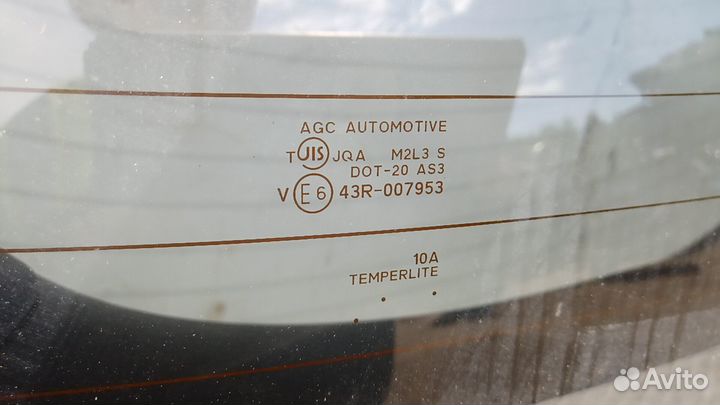 AGC AUTOMOTIVE
T JIS JQA M2L3 S
DOT-20 AS3
V E6 43R-007953
10A
TEMPERLITE
Avito